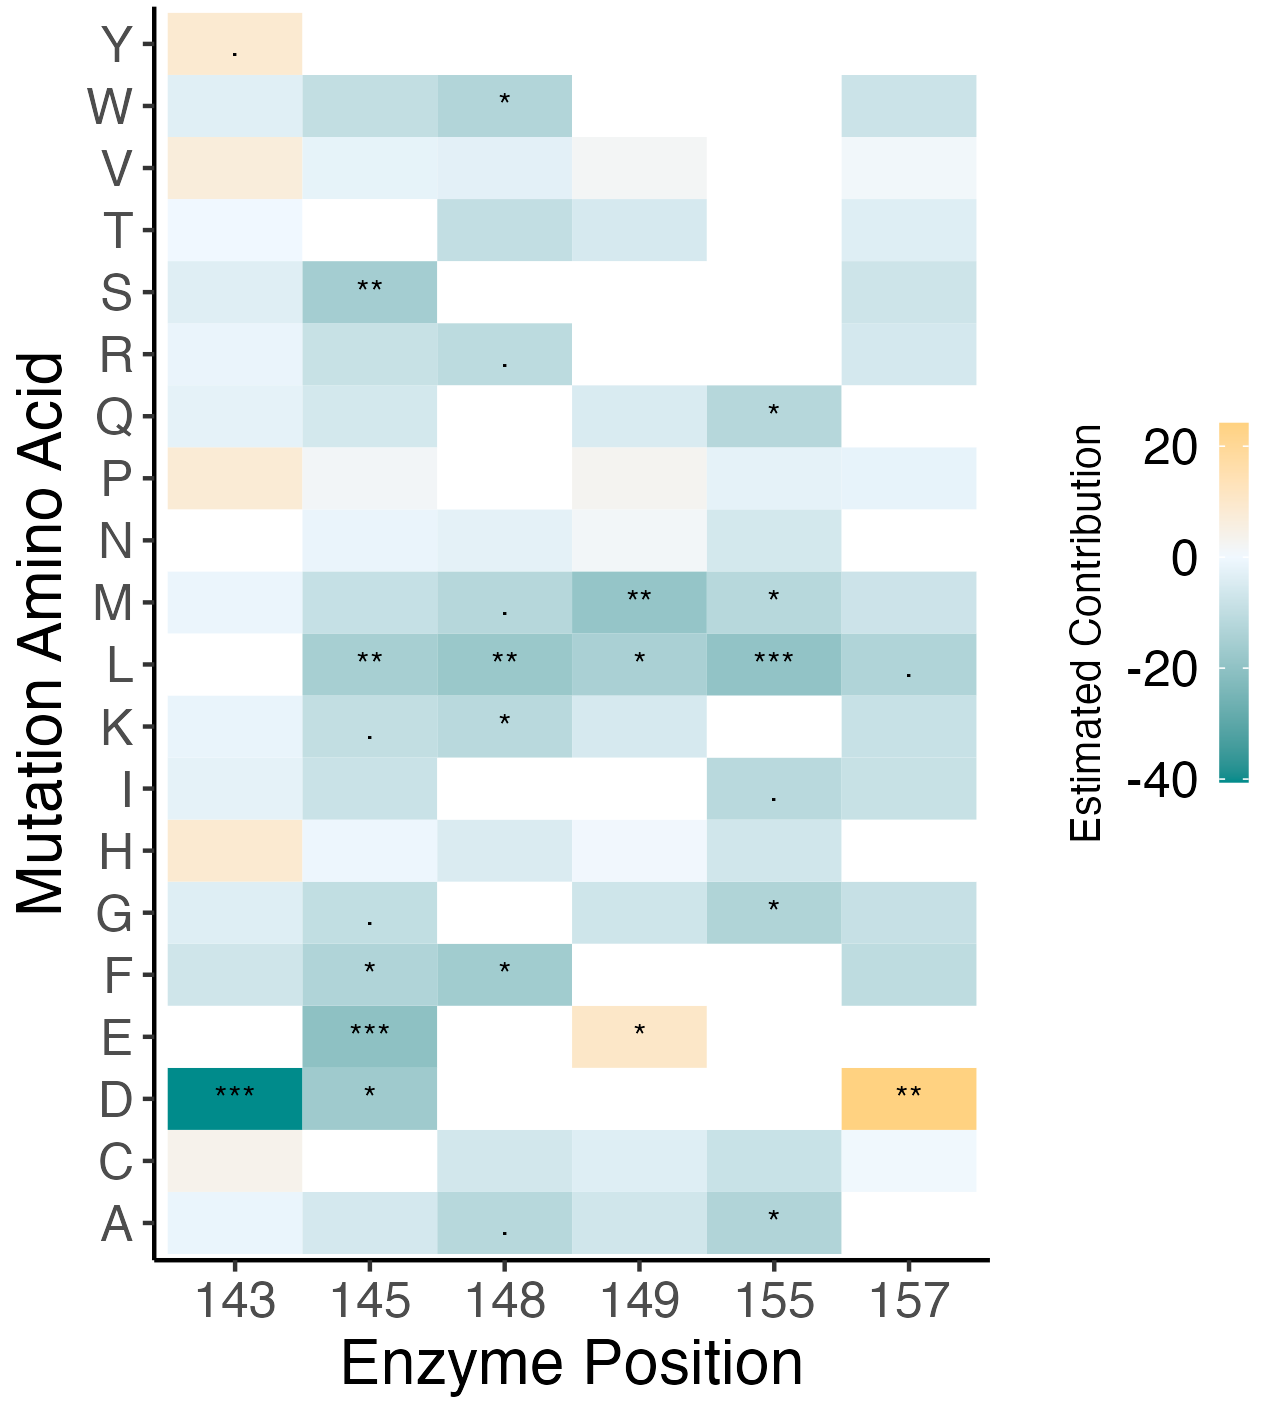 Mutation Amino Acid
Y .
W *
V
T
S **
R .
Q *
P
N
M . ** *
L ** ** * *** .
K . *
I .
H
G . *
F * *
E *** *
D *** * **
C
A . *
143 145 148 149 155 157
Enzyme Position
Estimated Contribution
20
0
-20
-40